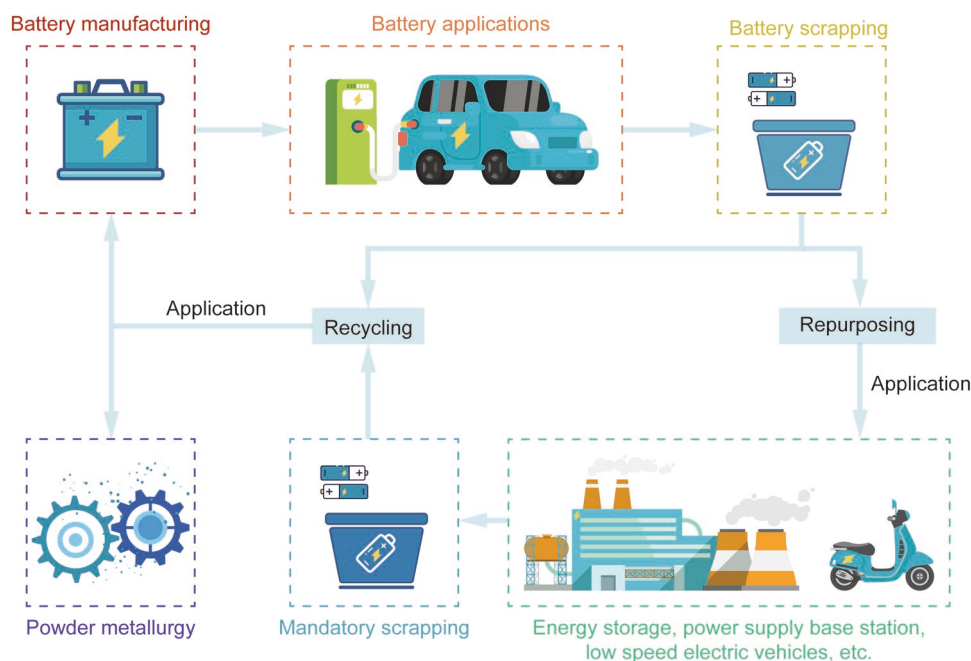 Battery manufacturing
Battery applications
Battery scrapping
Application
Recycling
Repurposing
Application
Powder metallurgy
Mandatory scrapping
Energy storage, power supply base station,
low speed electric vehicles, etc.